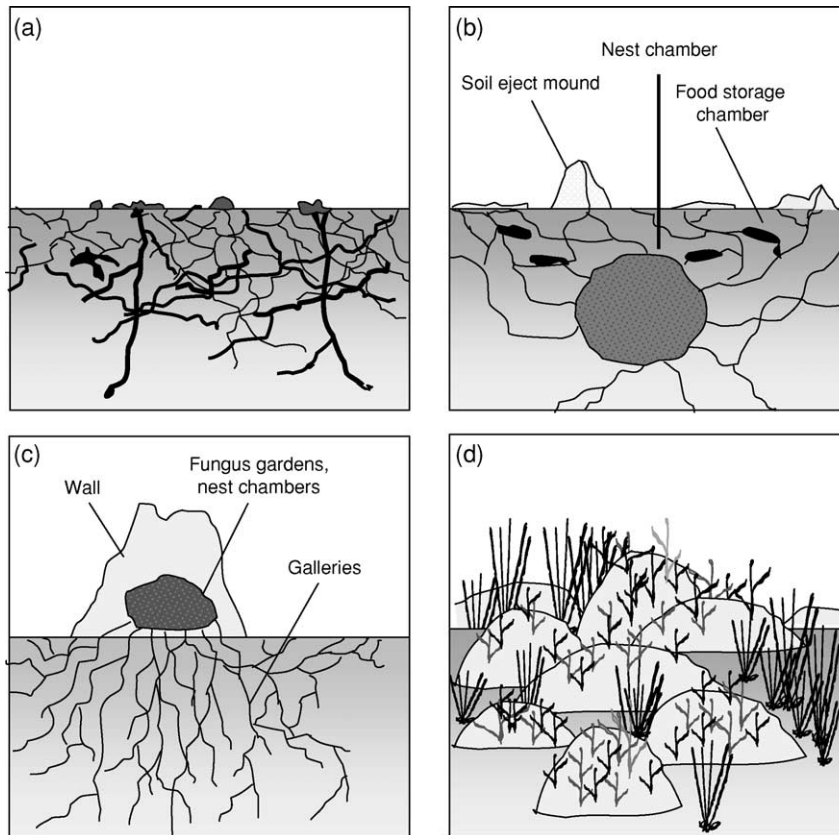 (a)
(b)
Nest chamber
Soil eject mound
Food storage
chamber
(c)
Fungus gardens,
nest chambers
Wall
Galleries
(d)